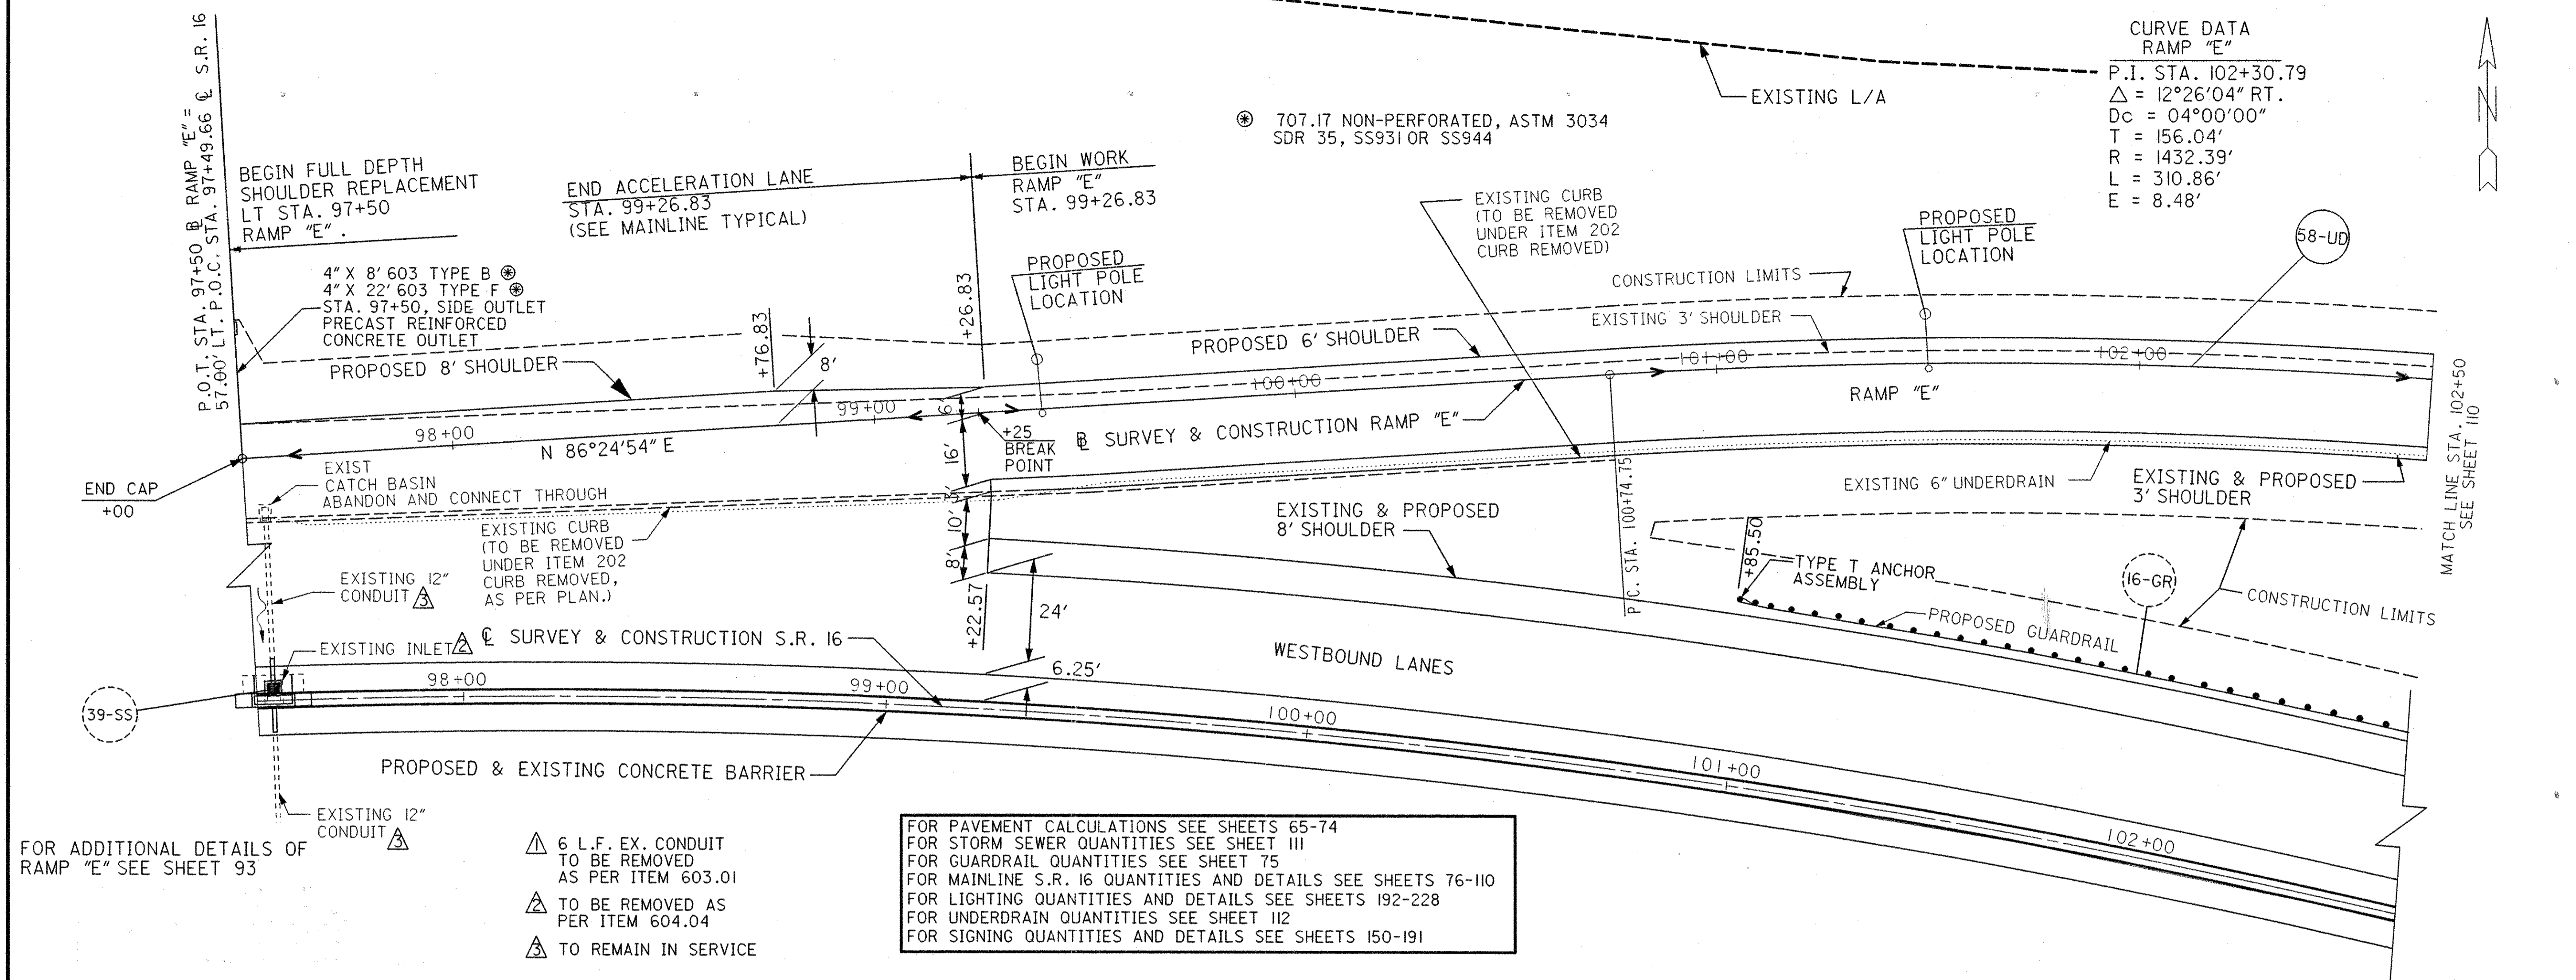 P.O.T. STA. 97+50 ℄ RAMP "E" =
57.00' LT. P.O.C. STA. 97+49.66 ℄ S.R. 16
BEGIN FULL DEPTH
SHOULDER REPLACEMENT
LT STA. 97+50
RAMP "E".
END ACCELERATION LANE
STA. 99+26.83
(SEE MAINLINE TYPICAL)
BEGIN WORK
RAMP "E"
STA. 99+26.83
⊛ 707.17 NON-PERFORATED, ASTM 3034
SDR 35, SS931 OR SS944
EXISTING L/A
CURVE DATA
RAMP "E"
P.I. STA. 102+30.79
△ = 12°26'04" RT.
Dc = 04°00'00"
T = 156.04'
R = 1432.39'
L = 310.86'
E = 8.48'
N
4" X 8' 603 TYPE B ⊛
4" X 22' 603 TYPE F ⊛
STA. 97+50, SIDE OUTLET
PRECAST REINFORCED
CONCRETE OUTLET
PROPOSED 8' SHOULDER
+76.83
8'
+26.83
PROPOSED
LIGHT POLE
LOCATION
EXISTING CURB
(TO BE REMOVED
UNDER ITEM 202
CURB REMOVED)
PROPOSED 6' SHOULDER
CONSTRUCTION LIMITS
EXISTING 3' SHOULDER
PROPOSED
LIGHT POLE
LOCATION
58-UD
98+00
99+00
100+00
101+00
102+00
N 86°24'54" E
6'
16'
3'
10'
8'
+25
BREAK
POINT
℄ SURVEY & CONSTRUCTION RAMP "E"
RAMP "E"
MATCH LINE STA. 102+50
SEE SHEET 110
END CAP
+00
EXIST
CATCH BASIN
ABANDON AND CONNECT THROUGH
EXISTING CURB
(TO BE REMOVED
UNDER ITEM 202
CURB REMOVED,
AS PER PLAN.)
EXISTING 12"
CONDUIT 3
EXISTING & PROPOSED
8' SHOULDER
P.C. STA. 100+74.75
EXISTING 6" UNDERDRAIN
EXISTING & PROPOSED
3' SHOULDER
+85.50
TYPE T ANCHOR
ASSEMBLY
16-GR
PROPOSED GUARDRAIL
CONSTRUCTION LIMITS
+22.57
24'
6.25'
EXISTING INLET 2
℄ SURVEY & CONSTRUCTION S.R. 16
WESTBOUND LANES
39-SS
98+00
99+00
100+00
101+00
102+00
PROPOSED & EXISTING CONCRETE BARRIER
EXISTING 12"
CONDUIT 3
FOR ADDITIONAL DETAILS OF
RAMP "E" SEE SHEET 93
1 6 L.F. EX. CONDUIT
TO BE REMOVED
AS PER ITEM 603.01
2 TO BE REMOVED AS
PER ITEM 604.04
3 TO REMAIN IN SERVICE
FOR PAVEMENT CALCULATIONS SEE SHEETS 65-74
FOR STORM SEWER QUANTITIES SEE SHEET 111
FOR GUARDRAIL QUANTITIES SEE SHEET 75
FOR MAINLINE S.R. 16 QUANTITIES AND DETAILS SEE SHEETS 76-110
FOR LIGHTING QUANTITIES AND DETAILS SEE SHEETS 192-228
FOR UNDERDRAIN QUANTITIES SEE SHEET 112
FOR SIGNING QUANTITIES AND DETAILS SEE SHEETS 150-191